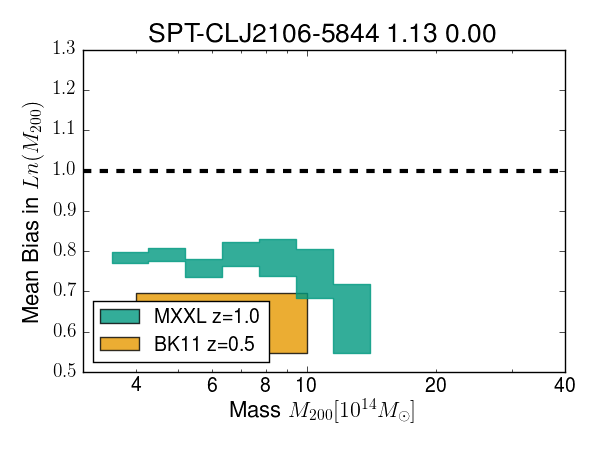 SPT-CLJ2106-5844 1.13 0.00
1.3
1.2
1.1
1.0
0.9
0.8
0.7
0.6
0.5
Mean Bias in Ln(M200)
MXXL z=1.0
BK11 z=0.5
4 6 8 10 20 40
Mass M200[10^14 M⊙]